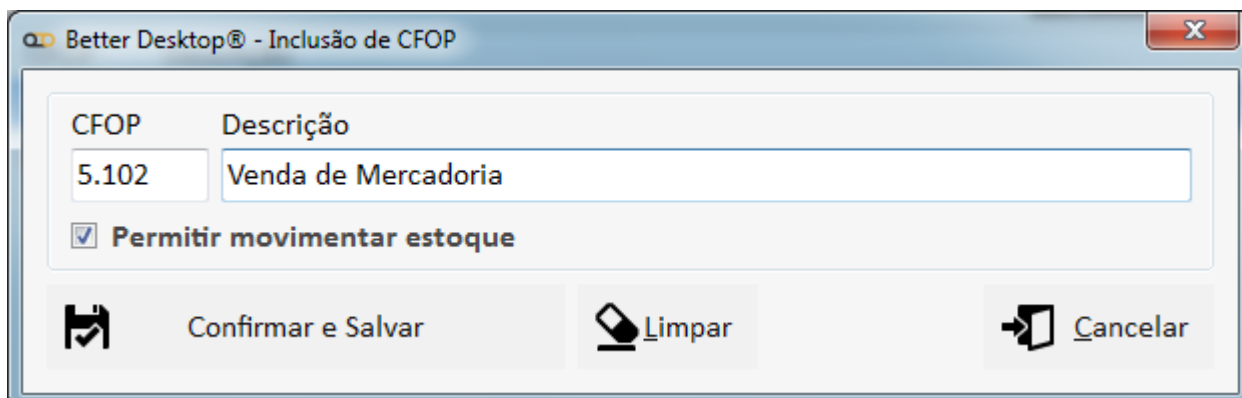 Better Desktop® - Inclusão de CFOP
CFOP Descrição
5.102 Venda de Mercadoria
Permitir movimentar estoque
Confirmar e Salvar Limpar Cancelar